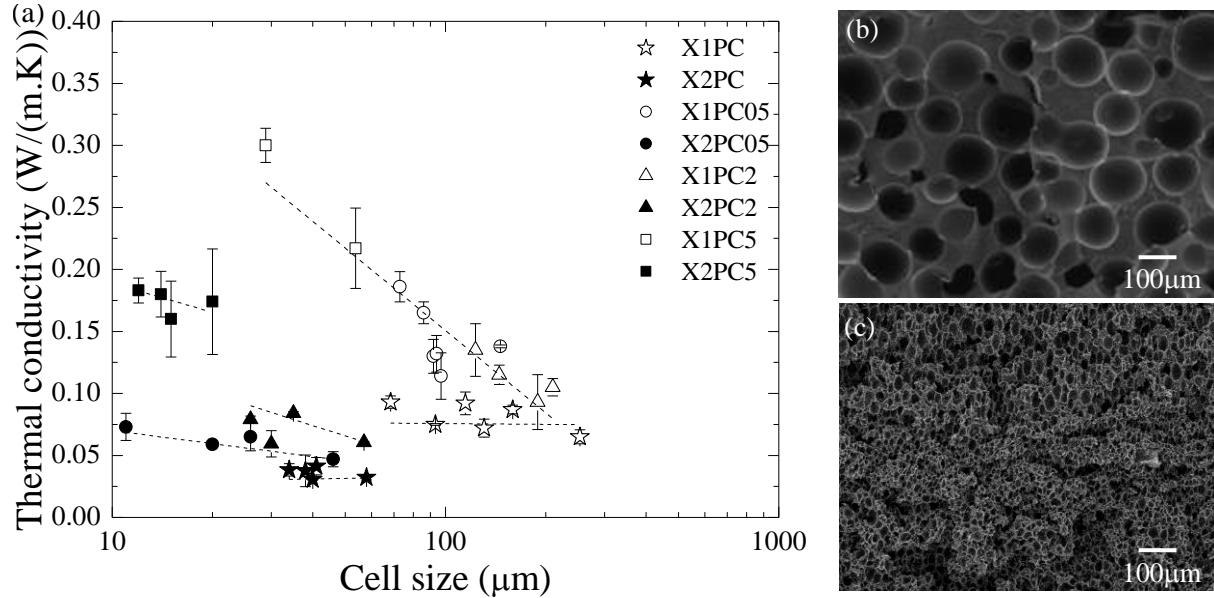 (a)
0.40
0.35
0.30
0.25
0.20
0.15
0.10
0.05
0.00
Thermal conductivity (W/(m.K)))
10
100
1000
Cell size (μm)
X1PC
X2PC
X1PC05
X2PC05
X1PC2
X2PC2
X1PC5
X2PC5
(b)
100μm
(c)
100μm